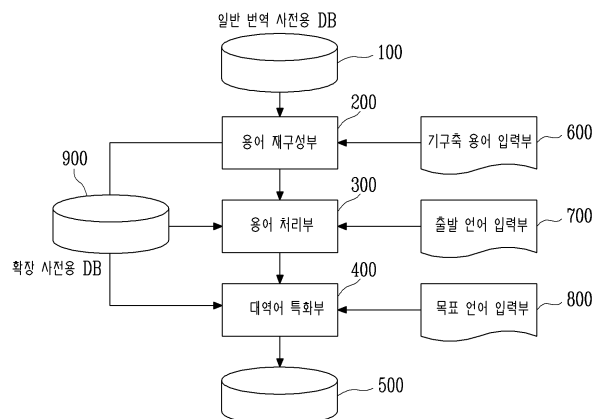 일반 번역 사전용 DB
100
200
용어 재구성부
기구축 용어 입력부
600
900
300
용어 처리부
출발 언어 입력부
700
확장 사전용 DB
400
대역어 특화부
목표 언어 입력부
800
500